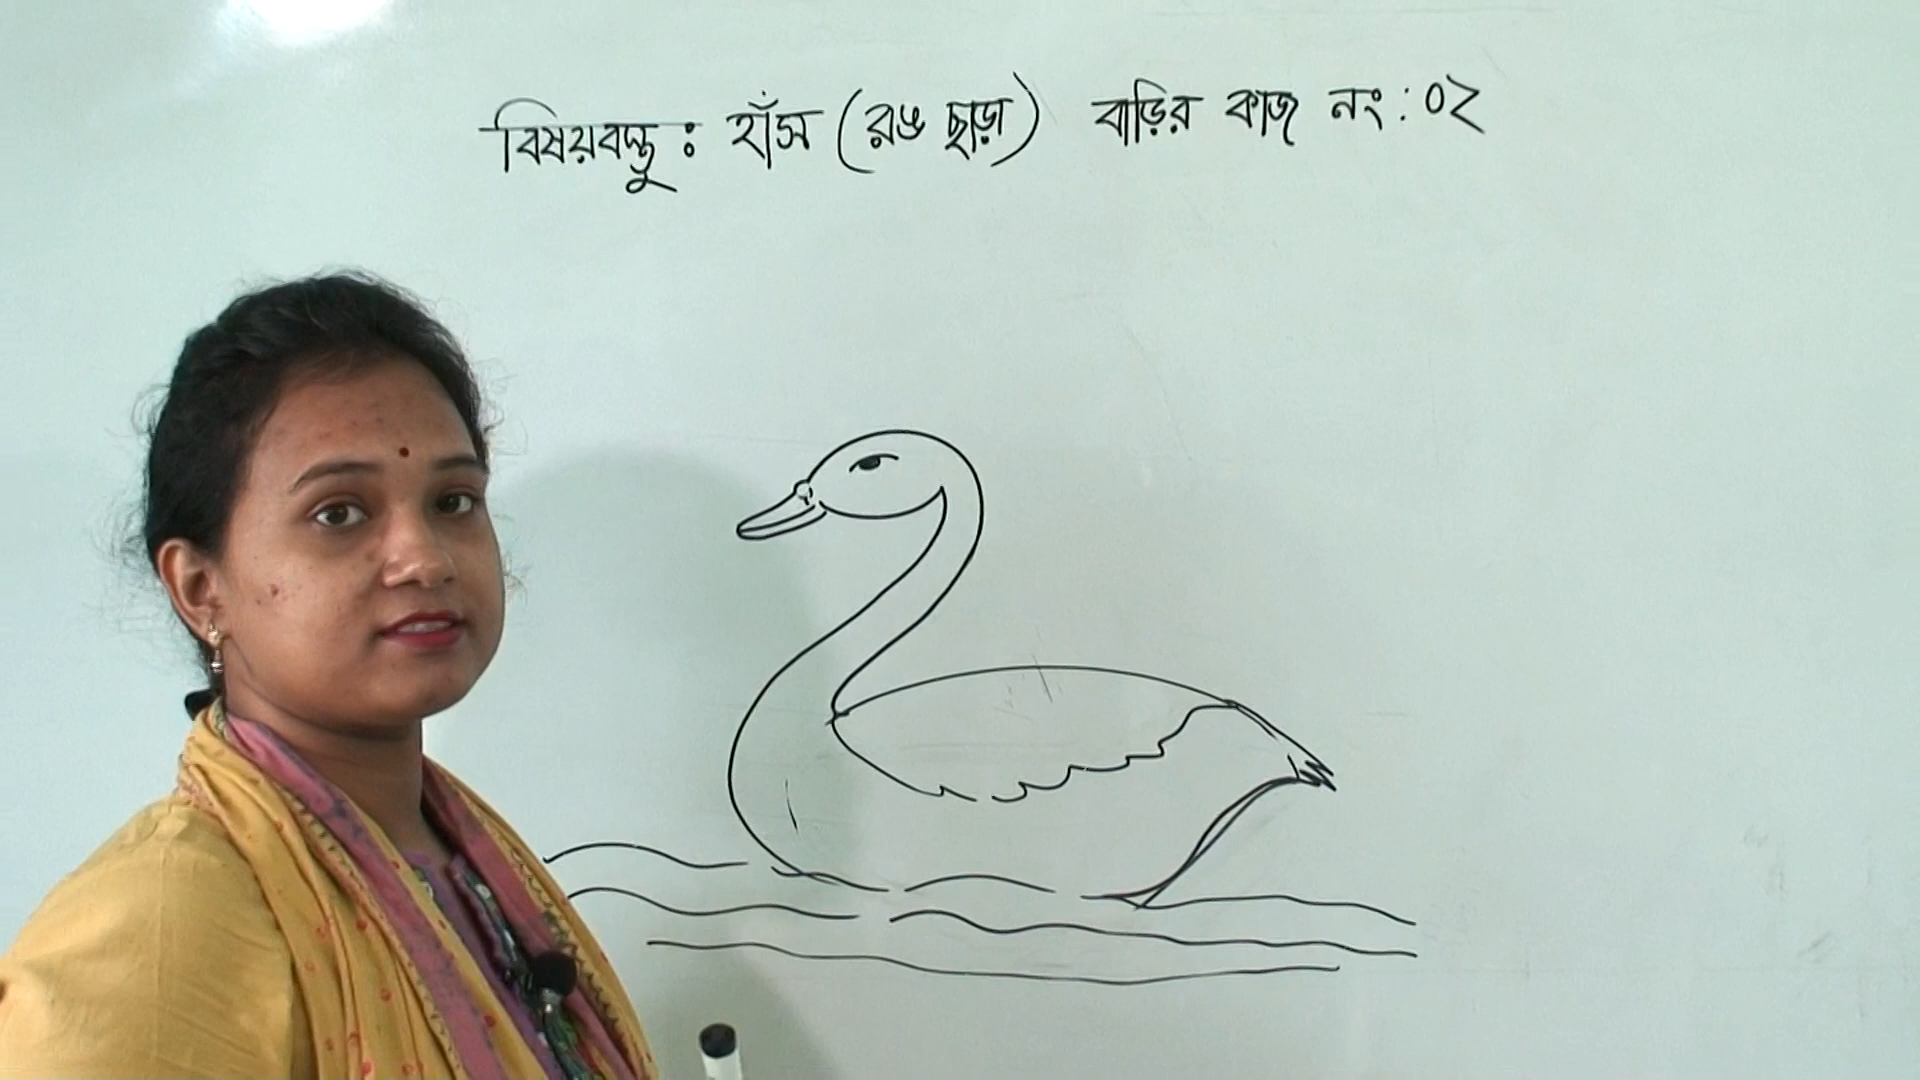 বিষয়বস্তু : হাঁস (রঙ ছাড়া) বাড়ির কাজ নং : ০২